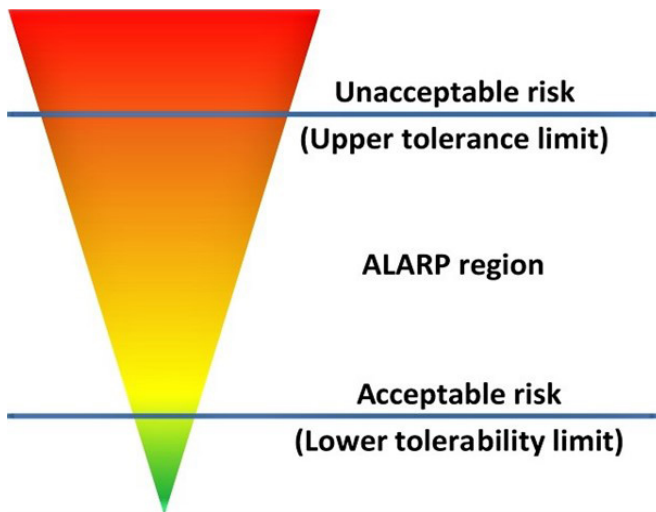 Unacceptable risk
(Upper tolerance limit)
ALARP region
Acceptable risk
(Lower tolerability limit)